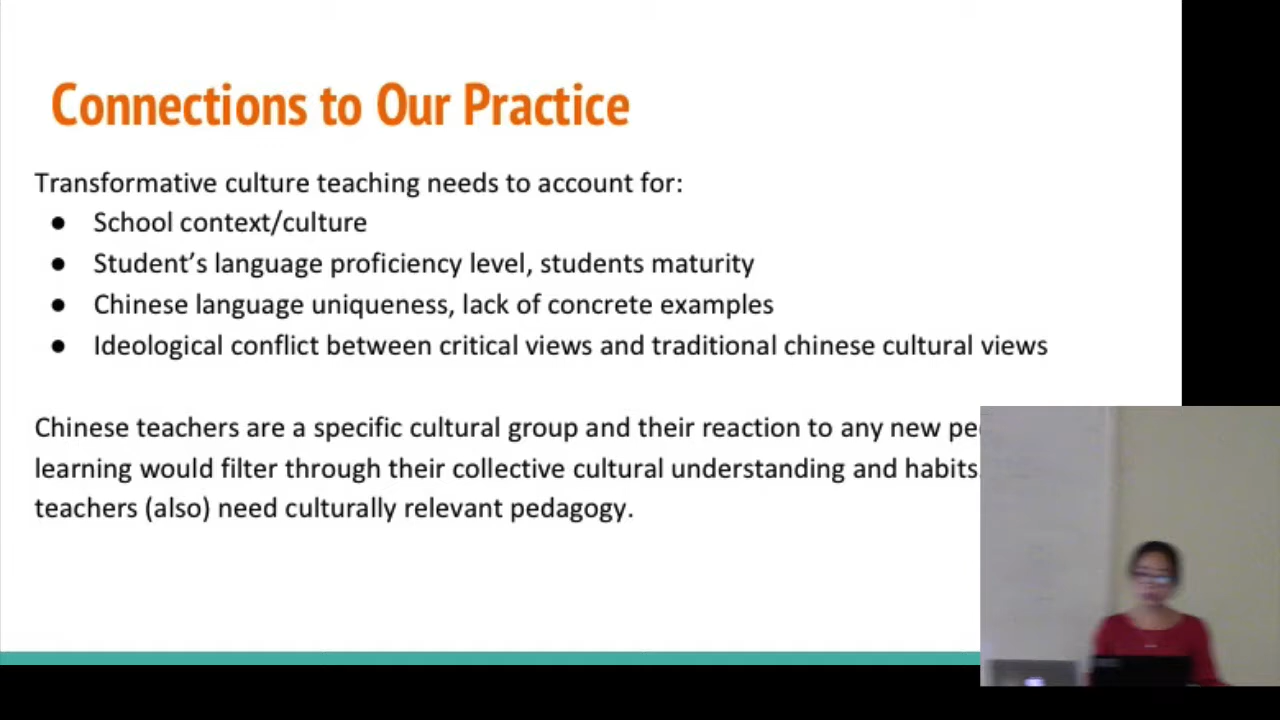 Connections to Our Practice
Transformative culture teaching needs to account for:
● School context/culture
● Student's language proficiency level, students maturity
● Chinese language uniqueness, lack of concrete examples
● Ideological conflict between critical views and traditional chinese cultural views
Chinese teachers are a specific cultural group and their reaction to any new
learning would filter through their collective cultural understanding and habits.
teachers (also) need culturally relevant pedagogy.